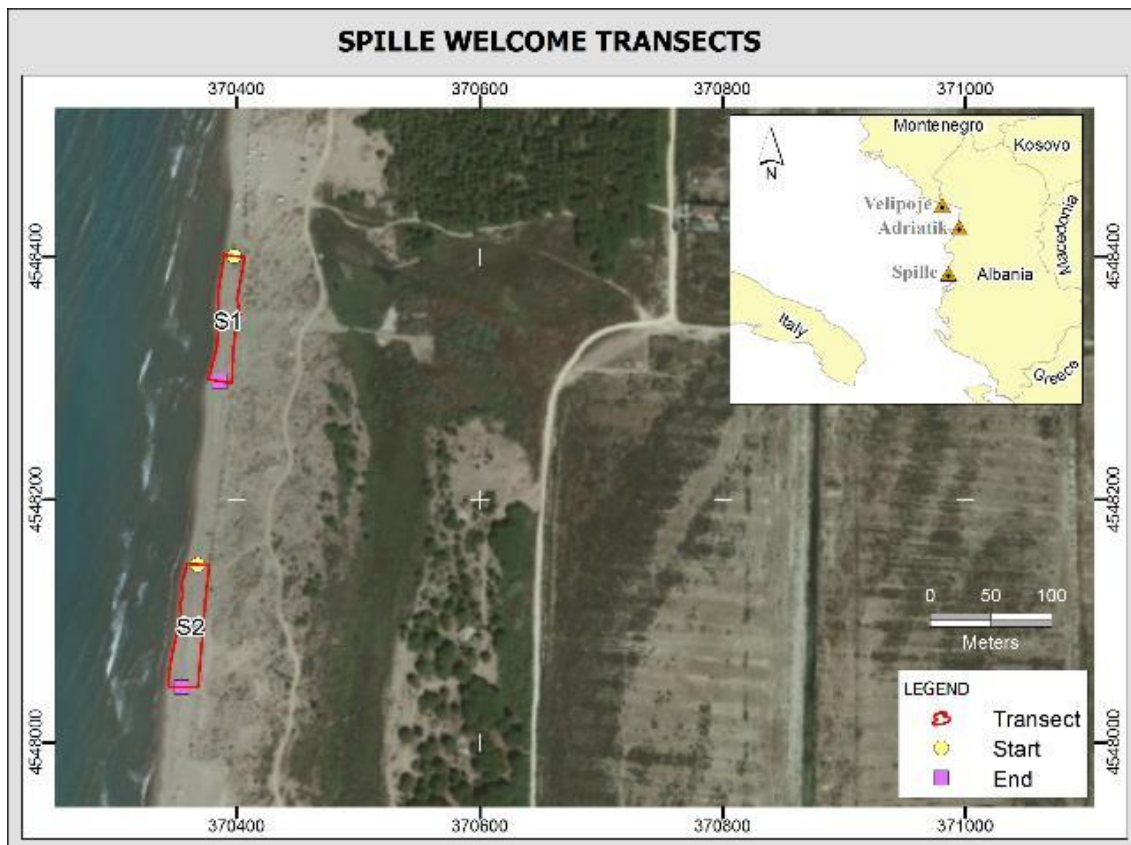 SPILLE WELCOME TRANSECTS
370400 370600 370800 371000
Montenegro
Kosovo
N
Velipoje
Adriatik
Macedonia
Spille
Albania
Italy
Greece
4548400 4548400
S1
4548200 4548200
S2
0 50 100
Meters
LEGEND
Transect
Start
End
4548000 4548000
370400 370600 370800 371000